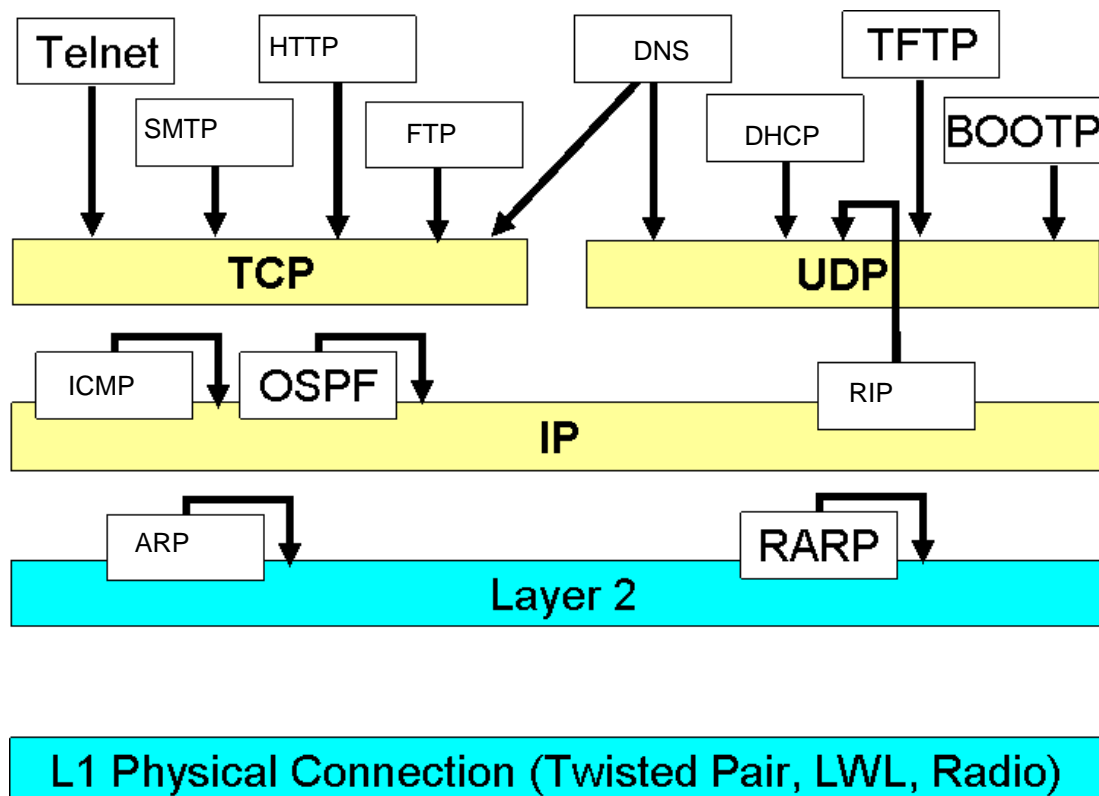 Telnet
HTTP
DNS
TFTP
SMTP
FTP
DHCP
BOOTP
TCP
UDP
ICMP
OSPF
RIP
IP
ARP
RARP
Layer 2
L1 Physical Connection (Twisted Pair, LWL, Radio)